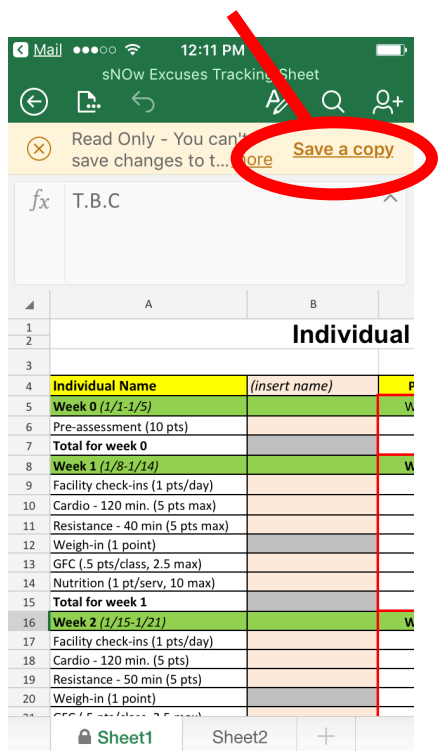 Mail 12:11 PM
sNOw Excuses Tracking Sheet
Read Only - You can't
save changes to t...
Save a copy
fx T.B.C
A B
1
2 Individual
3
4 Individual Name (insert name) P
5 Week 0 (1/1-1/5) W
6 Pre-assessment (10 pts)
7 Total for week 0
8 Week 1 (1/8-1/14) W
9 Facility check-ins (1 pts/day)
10 Cardio - 120 min. (5 pts max)
11 Resistance - 40 min (5 pts max)
12 Weigh-in (1 point)
13 GFC (.5 pts/class, 2.5 max)
14 Nutrition (1 pt/serv, 10 max)
15 Total for week 1
16 Week 2 (1/15-1/21) W
17 Facility check-ins (1 pts/day)
18 Cardio - 120 min. (5 pts)
19 Resistance - 50 min (5 pts)
20 Weigh-in (1 point)
Sheet1 Sheet2